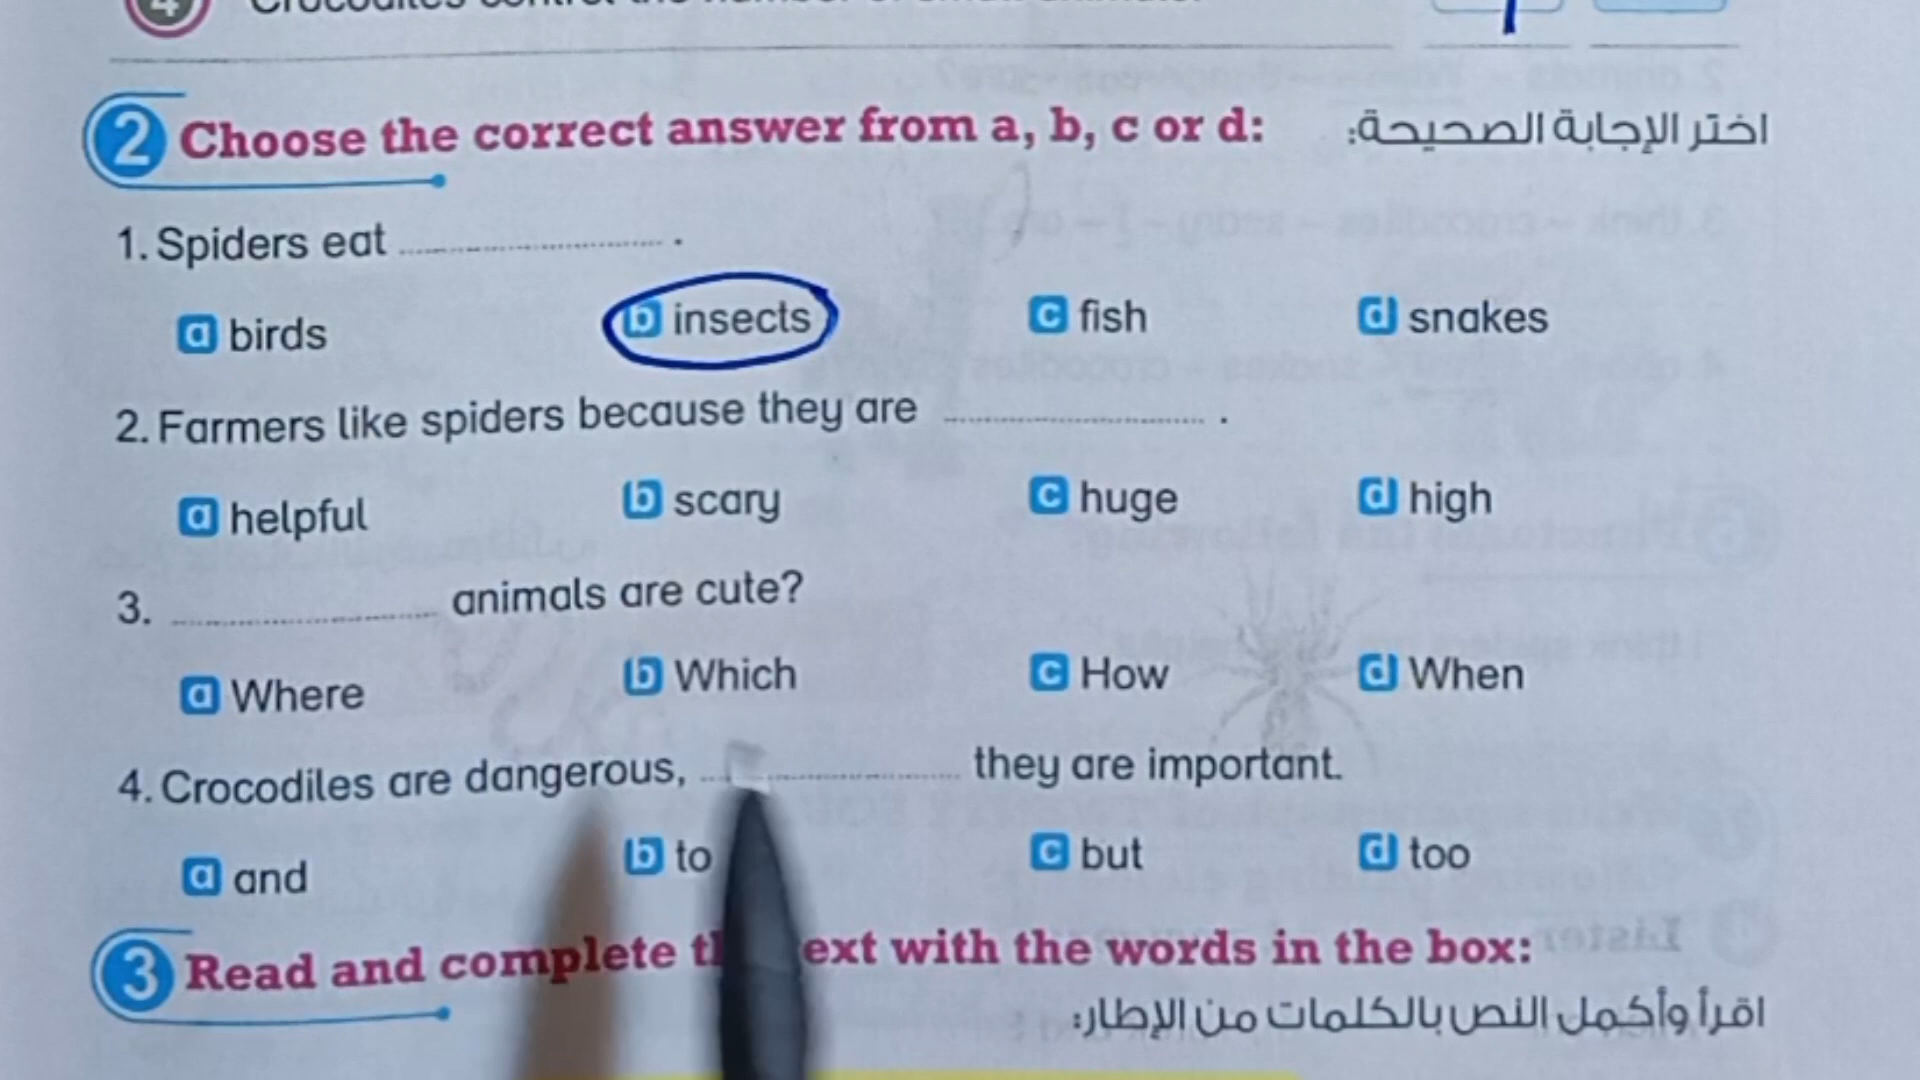 2 Choose the correct answer from a, b, c or d: اختر الإجابة الصحيحة:
1. Spiders eat .
a birds b insects c fish d snakes
2. Farmers like spiders because they are .
a helpful b scary c huge d high
3. animals are cute?
a Where b Which c How d When
4. Crocodiles are dangerous, they are important.
a and b to c but d too
3 Read and complete with the words in the box:
اقرأ وأكمل النص بالكلمات من الإطار: